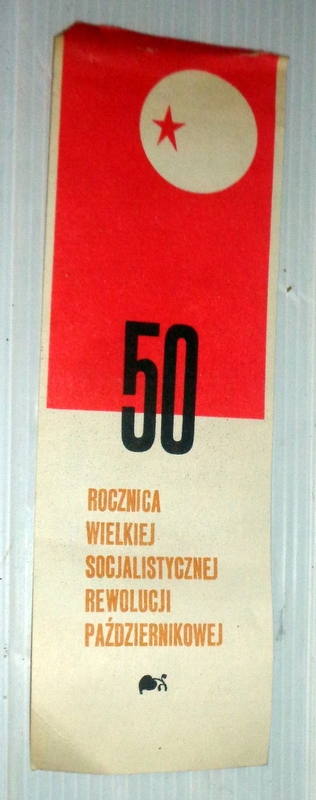 50
ROCZNICA
WIELKIEJ
SOCJALISTYCZNEJ
REWOLUCJI
PAŹDZIERNIKOWEJ